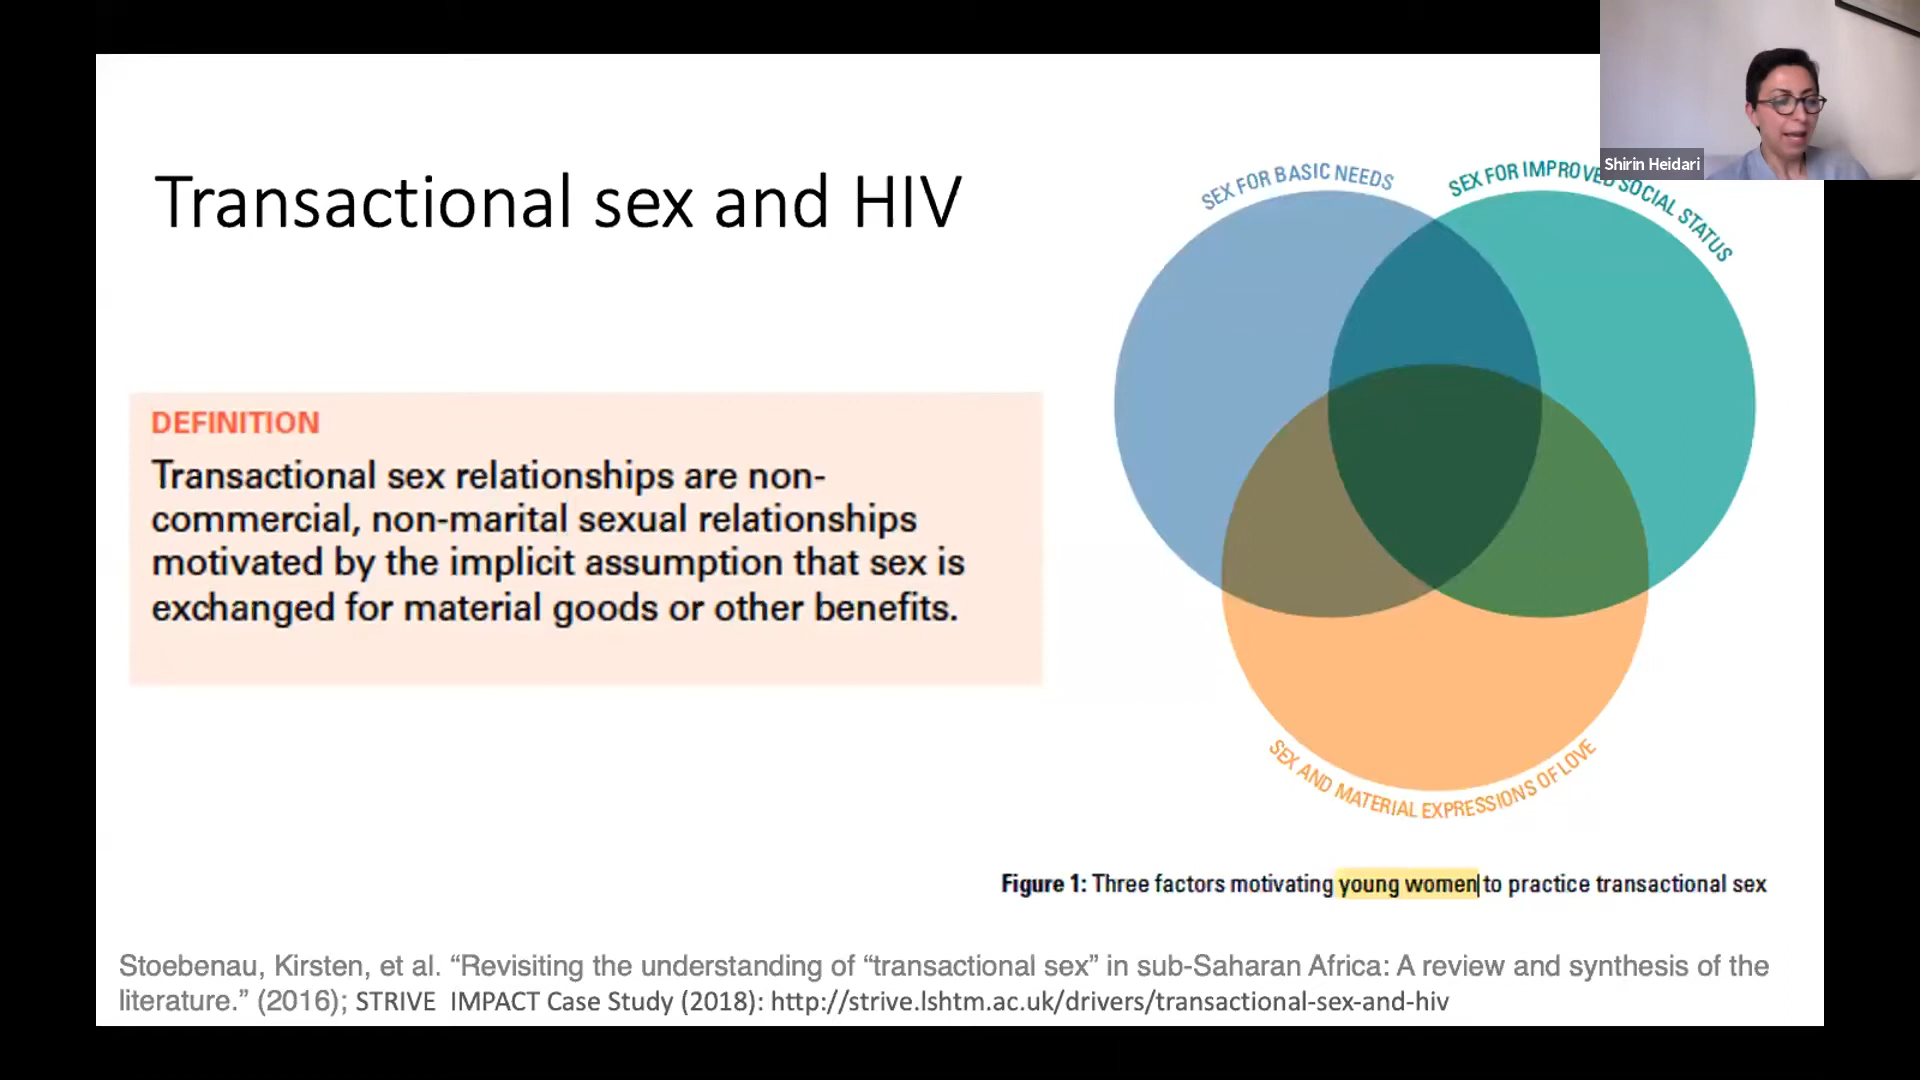 Shirin Heidari
Transactional sex and HIV
SEX FOR BASIC NEEDS
SEX FOR IMPROVED SOCIAL STATUS
DEFINITION
Transactional sex relationships are non-
commercial, non-marital sexual relationships
motivated by the implicit assumption that sex is
exchanged for material goods or other benefits.
SEX AND MATERIAL EXPRESSIONS OF LOVE
Figure 1: Three factors motivating young women to practice transactional sex
Stoebenau, Kirsten, et al. “Revisiting the understanding of “transactional sex” in sub-Saharan Africa: A review and synthesis of the
literature.” (2016); STRIVE IMPACT Case Study (2018): http://strive.lshtm.ac.uk/drivers/transactional-sex-and-hiv